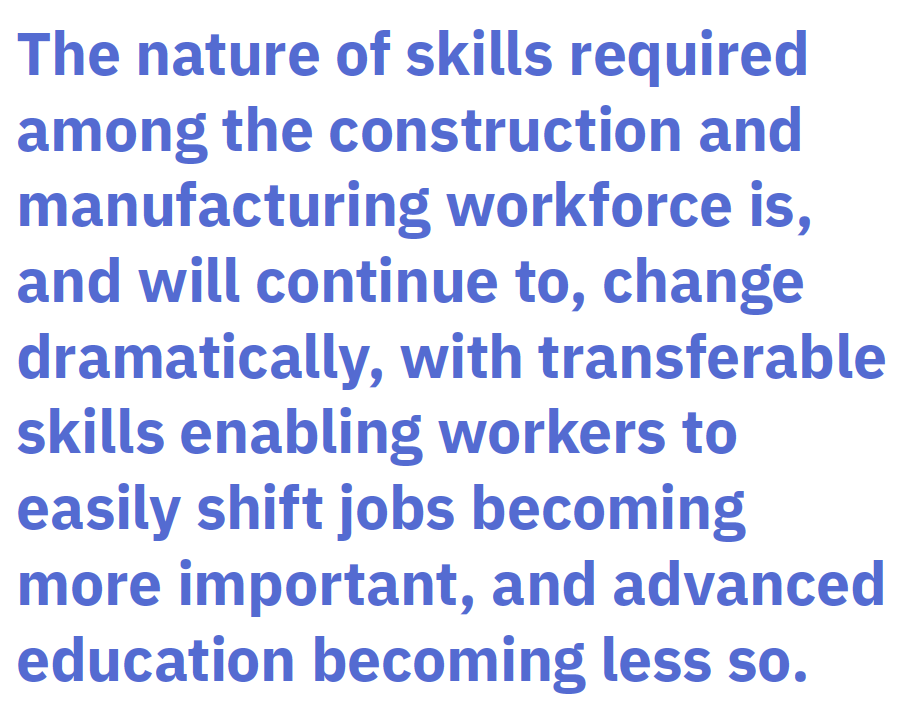 The nature of skills required
among the construction and
manufacturing workforce is,
and will continue to, change
dramatically, with transferable
skills enabling workers to
easily shift jobs becoming
more important, and advanced
education becoming less so.